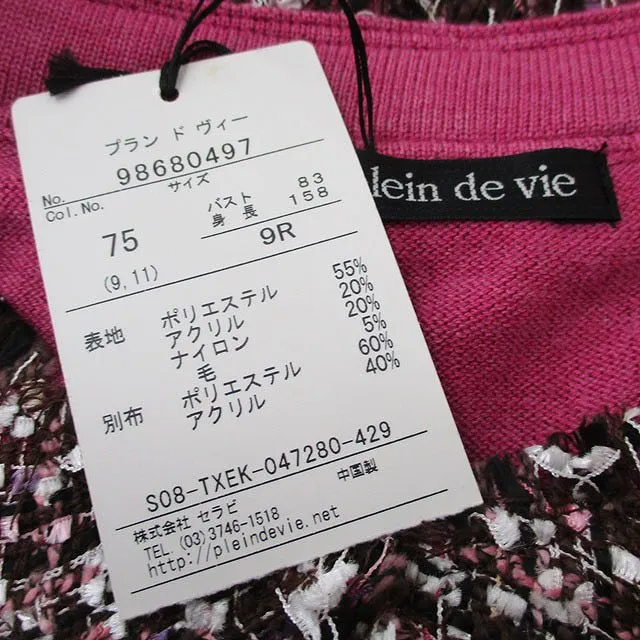 プラン ド ヴィー
No. 98680497
Col.No. サイズ
75 バスト 83
身長 158
(9,11) 9R
表地 ポリエステル 55%
アクリル 20%
ナイロン 20%
毛 5%
別布 ポリエステル 60%
アクリル 40%
S08-TXEK-047280-429
株式会社 セラビ 中国製
TEL (03)3746-1518
http://pleindevie.net
lein de vie